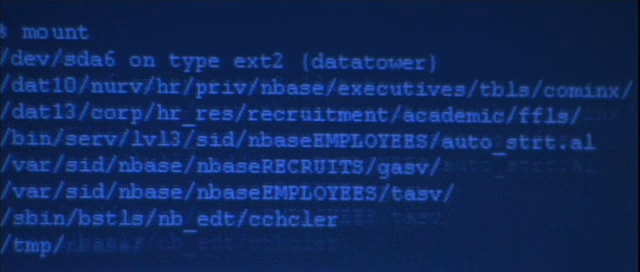 $ mount
/dev/sda6 on type ext2 {datatower}
/dat10/nurv/hr/priv/nbase/executives/tbls/cominx/
/dat13/corp/hr_res/recruitment/academic/ffls/
/bin/serv/lvl3/sid/nbaseEMPLOYEES/auto_strt.al
/var/sid/nbase/nbaseRECRUITS/gasv/
/var/sid/nbase/nbaseEMPLOYEES/tasv/
/sbin/bstls/nb_edt/cchcler
/tmp/